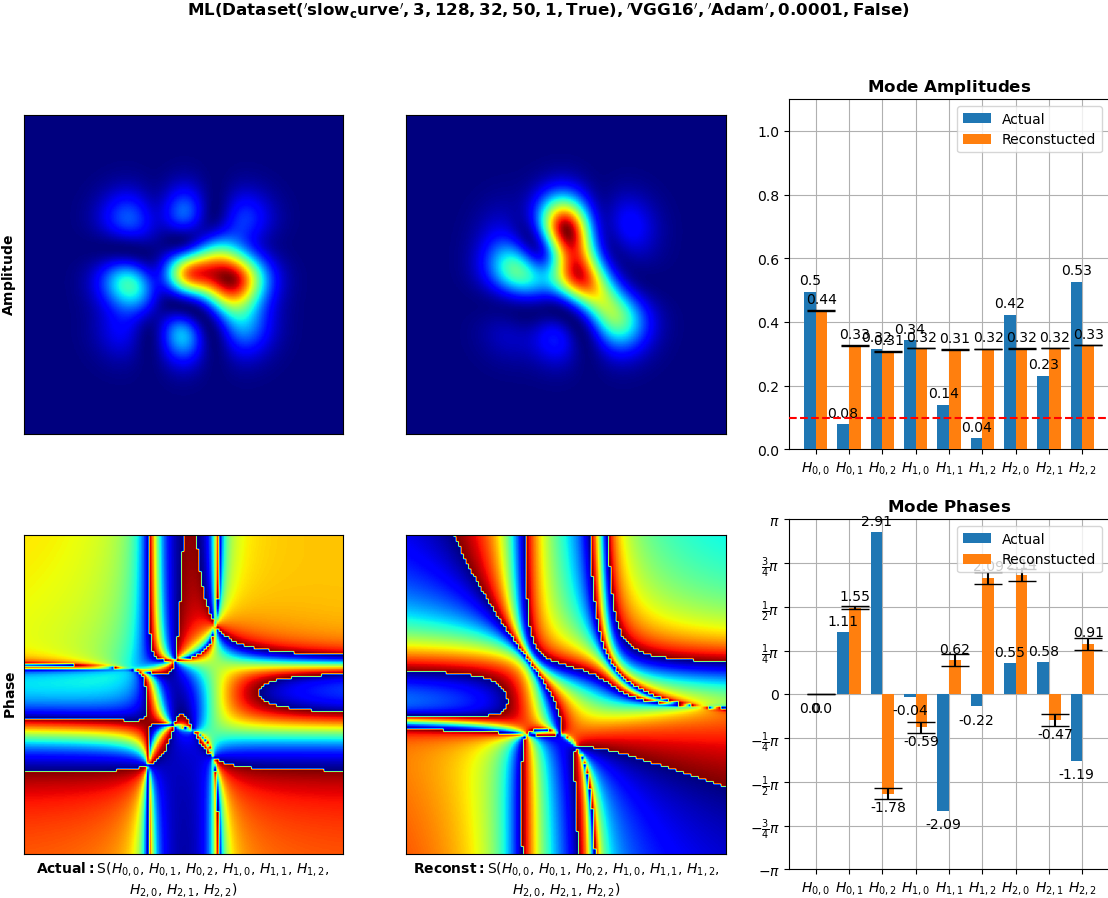 ML(Dataset('slow_curve', 3, 128, 32, 50, 1, True), 'VGG16', 'Adam', 0.0001, False)
Amplitude
Mode Amplitudes
Actual
Reconstucted
1.0
0.8
0.6
0.4
0.2
0.0
0.5
0.44
0.08
0.33
0.32
0.31
0.34
0.32
0.14
0.31
0.04
0.32
0.42
0.32
0.23
0.32
0.53
0.33
H0,0 H0,1 H0,2 H1,0 H1,1 H1,2 H2,0 H2,1 H2,2
Phase
Actual: S(H0,0, H0,1, H0,2, H1,0, H1,1, H1,2,
H2,0, H2,1, H2,2)
Reconst: S(H0,0, H0,1, H0,2, H1,0, H1,1, H1,2,
H2,0, H2,1, H2,2)
Mode Phases
Actual
Reconstucted
π
3/4π
1/2π
1/4π
0
−1/4π
−1/2π
−3/4π
−π
0.0
0.0
1.11
1.55
2.91
-1.78
-0.04
-0.59
-2.09
0.62
-0.22
2.09
0.55
0.58
-0.47
-1.19
0.91
H0,0 H0,1 H0,2 H1,0 H1,1 H1,2 H2,0 H2,1 H2,2